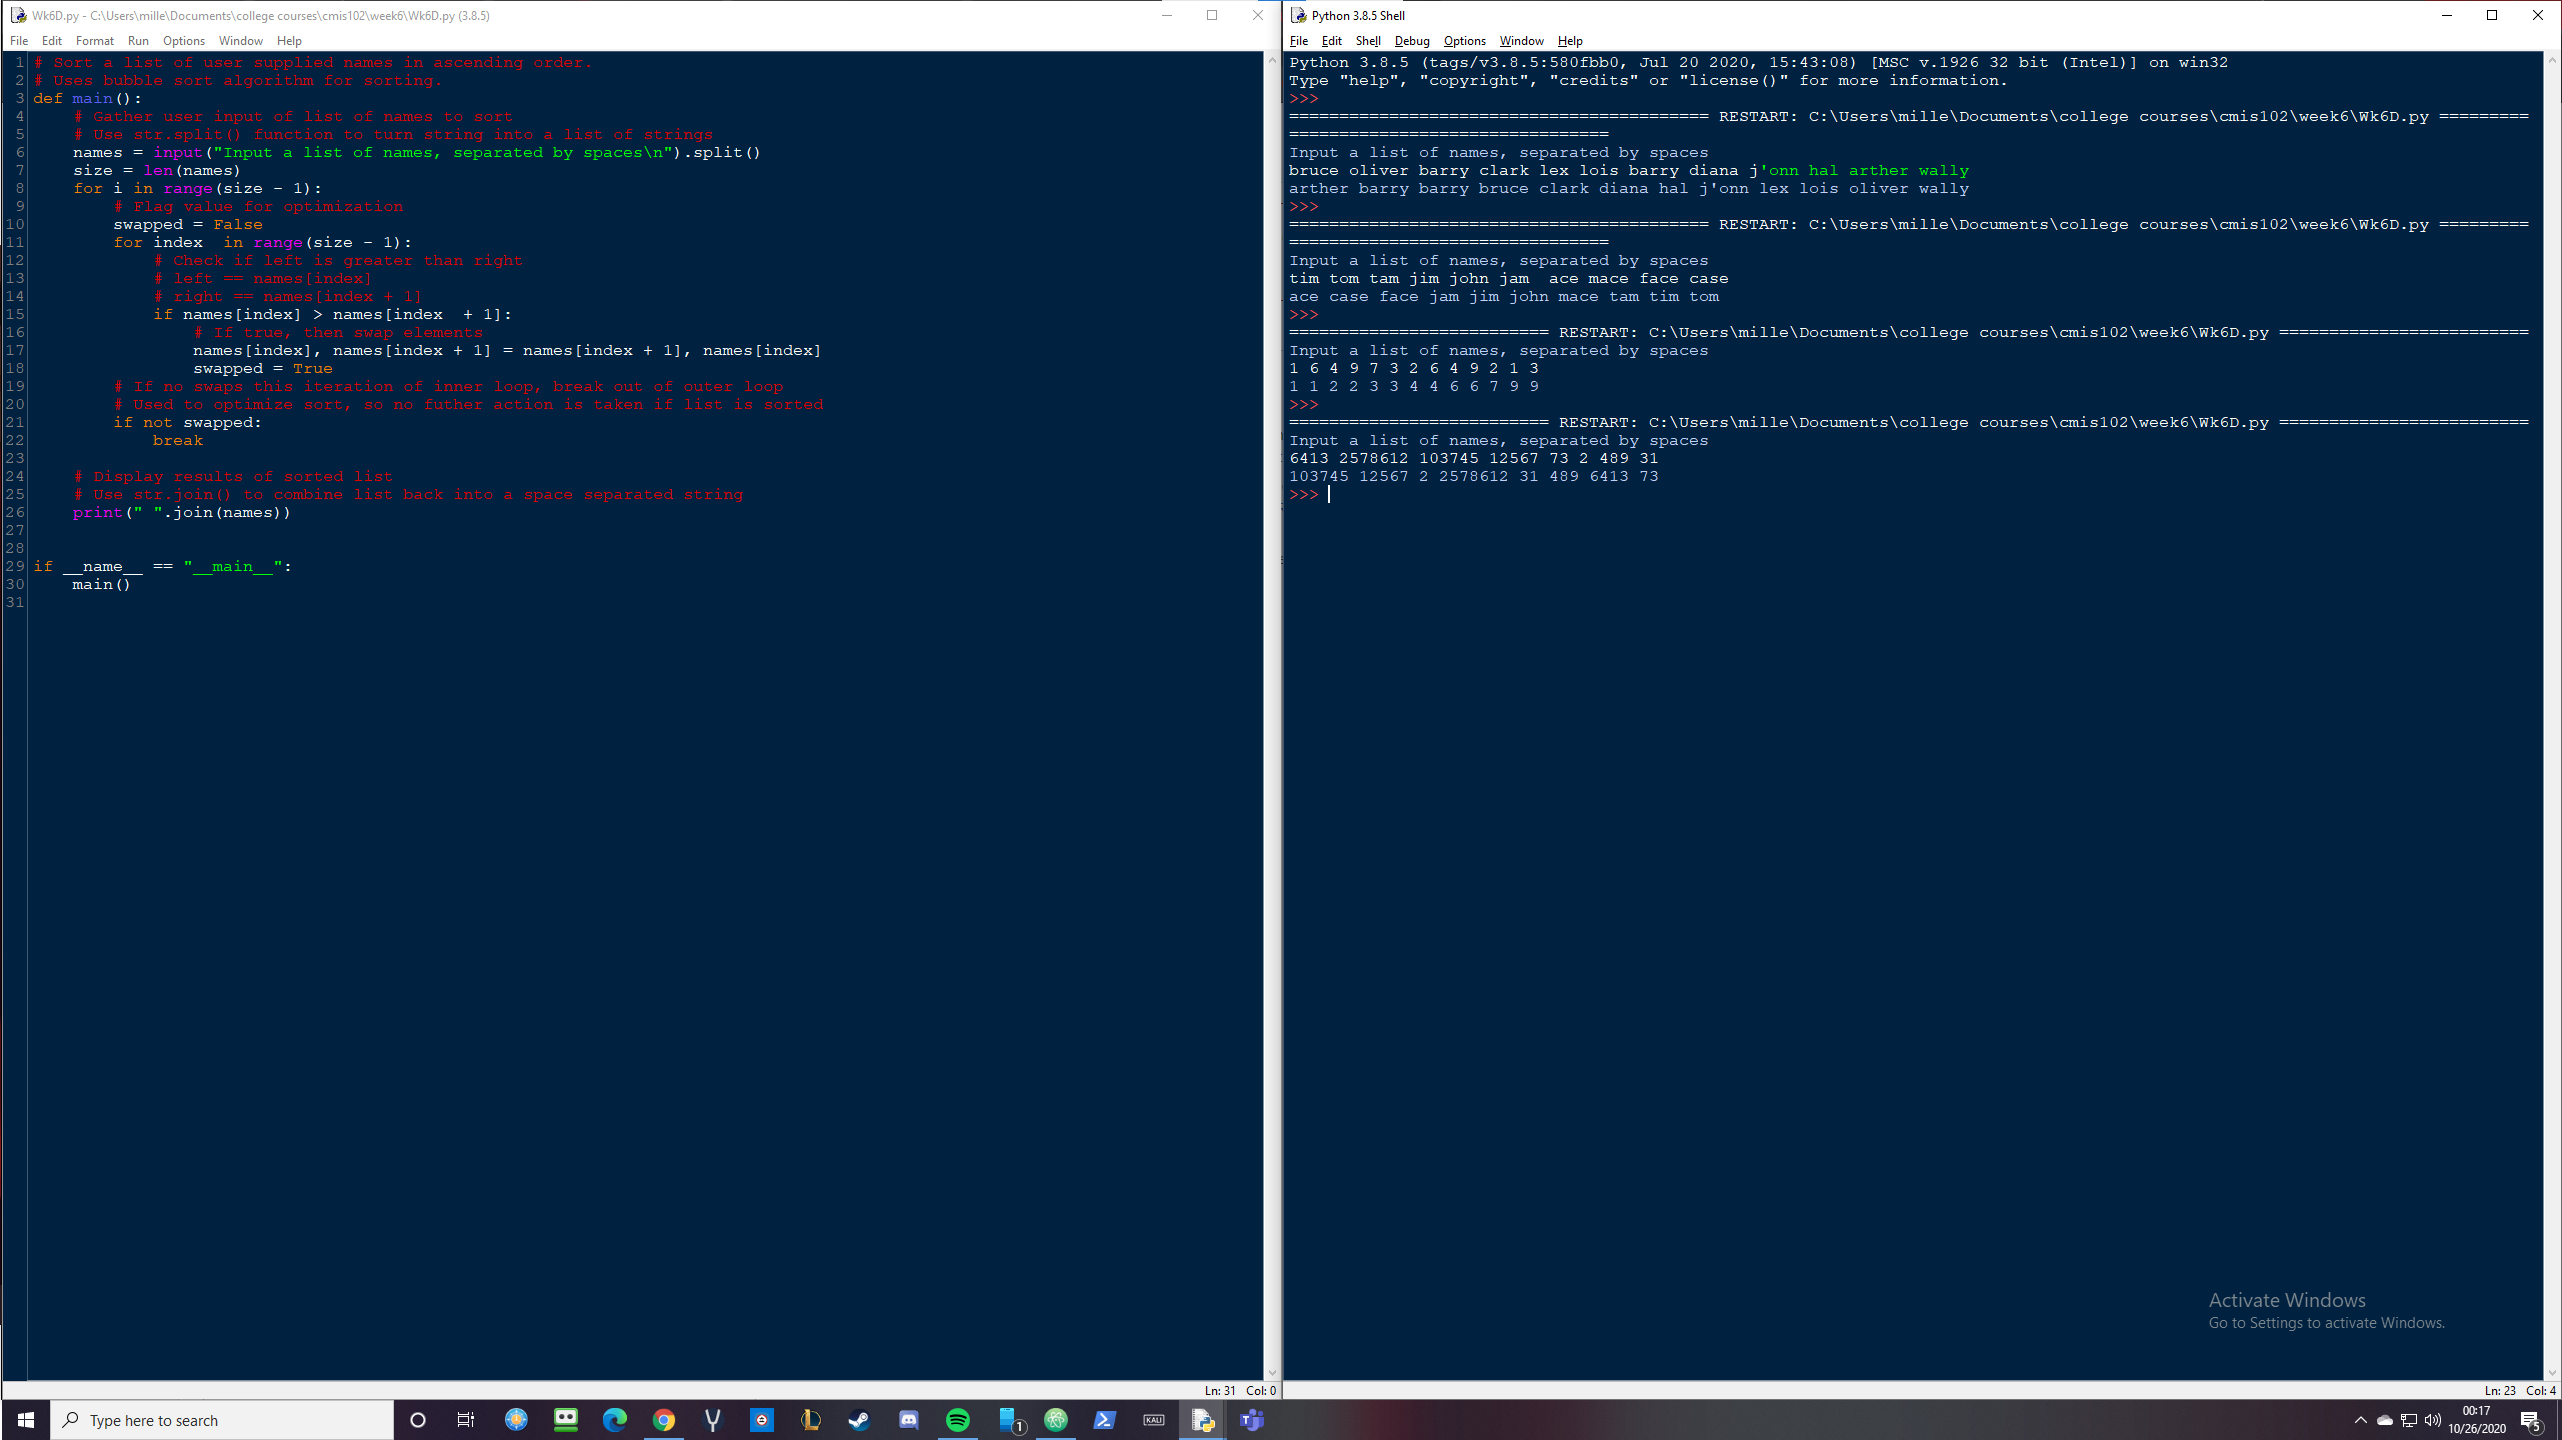 Wk6D.py - C:\Users\mille\Documents\college courses\cmis102\week6\Wk6D.py (3.8.5)
File Edit Format Run Options Window Help
1 # Sort a list of user supplied names in ascending order.
2 # Uses bubble sort algorithm for sorting.
3 def main():
4     # Gather user input of list of names to sort
5     # Use str.split() function to turn string into a list of strings
6     names = input("Input a list of names, separated by spaces\n").split()
7     size = len(names)
8     for i in range(size - 1):
9         # Flag value for optimization
10         swapped = False
11         for index  in range(size - 1):
12             # Check if left is greater than right
13             # left == names[index]
14             # right == names[index + 1]
15             if names[index] > names[index  + 1]:
16                 # If true, then swap elements
17                 names[index], names[index + 1] = names[index + 1], names[index]
18                 swapped = True
19         # If no swaps this iteration of inner loop, break out of outer loop
20         # Used to optimize sort, so no futher action is taken if list is sorted
21         if not swapped:
22             break
23
24     # Display results of sorted list
25     # Use str.join() to combine list back into a space separated string
26     print(" ".join(names))
27
28
29 if __name__ == "__main__":
30     main()
31
Ln: 31 Col: 0
Python 3.8.5 Shell
File Edit Shell Debug Options Window Help
Python 3.8.5 (tags/v3.8.5:580fbb0, Jul 20 2020, 15:43:08) [MSC v.1926 32 bit (Intel)] on win32
Type "help", "copyright", "credits" or "license()" for more information.
>>>
========================================== RESTART: C:\Users\mille\Documents\college courses\cmis102\week6\Wk6D.py =========
================================
Input a list of names, separated by spaces
bruce oliver barry clark lex lois barry diana j'onn hal arther wally
arther barry barry bruce clark diana hal j'onn lex lois oliver wally
>>>
========================================== RESTART: C:\Users\mille\Documents\college courses\cmis102\week6\Wk6D.py =========
================================
Input a list of names, separated by spaces
tim tom tam jim john jam  ace mace face case
ace case face jam jim john mace tam tim tom
>>>
========================== RESTART: C:\Users\mille\Documents\college courses\cmis102\week6\Wk6D.py =========================
Input a list of names, separated by spaces
1 6 4 9 7 3 2 6 4 9 2 1 3
1 1 2 2 3 3 4 4 6 6 7 9 9
>>>
========================== RESTART: C:\Users\mille\Documents\college courses\cmis102\week6\Wk6D.py =========================
Input a list of names, separated by spaces
6413 2578612 103745 12567 73 2 489 31
103745 12567 2 2578612 31 489 6413 73
>>>
Activate Windows
Go to Settings to activate Windows.
Ln: 23 Col: 4
Type here to search
1
KALI
00:17
10/26/2020
5